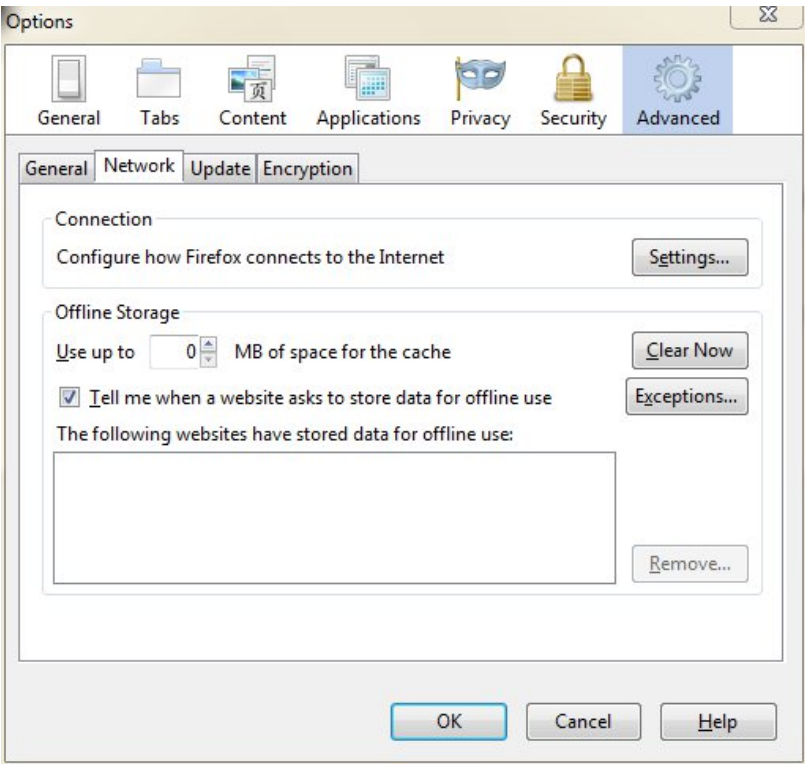 Options
General Tabs Content Applications Privacy Security Advanced
页
General Network Update Encryption
Connection
Configure how Firefox connects to the Internet Settings...
Offline Storage
Use up to 0 MB of space for the cache Clear Now
Tell me when a website asks to store data for offline use Exceptions...
The following websites have stored data for offline use:
Remove...
OK Cancel Help